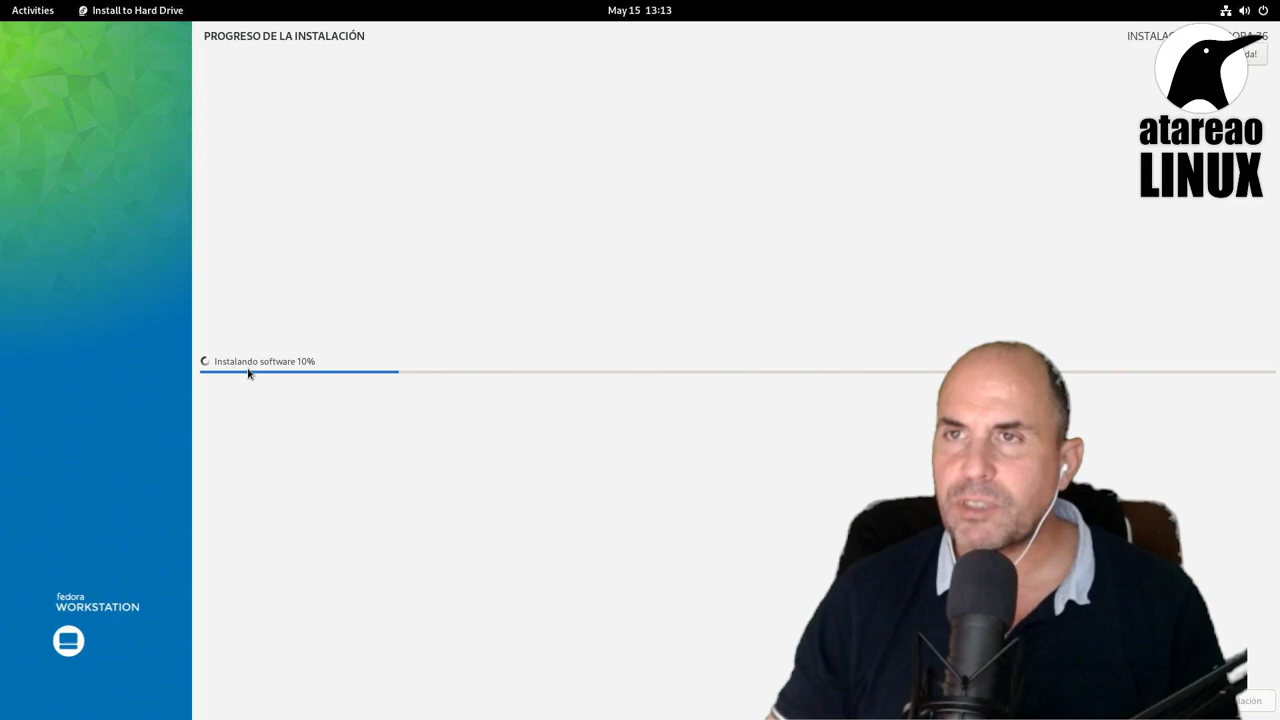 Activities
Install to Hard Drive
May 15 13:13
PROGRESO DE LA INSTALACIÓN
atareao
LINUX
Instalando software 10%
fedora
WORKSTATION